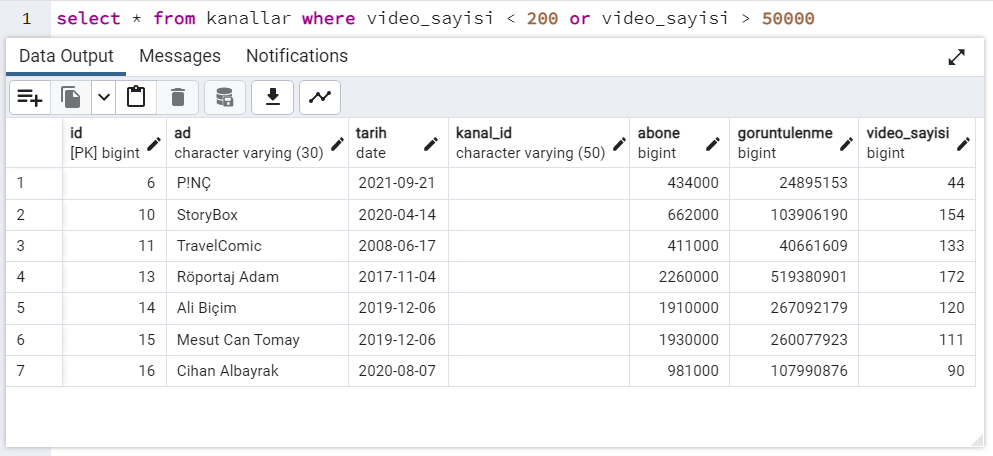 1 select * from kanallar where video_sayisi < 200 or video_sayisi > 50000
Data Output Messages Notifications
id ad tarih kanal_id abone goruntulenme video_sayisi
[PK] bigint character varying (30) date character varying (50) bigint bigint bigint
1 6 P!NÇ 2021-09-21 434000 24895153 44
2 10 StoryBox 2020-04-14 662000 103906190 154
3 11 TravelComic 2008-06-17 411000 40661609 133
4 13 Röportaj Adam 2017-11-04 2260000 519380901 172
5 14 Ali Biçim 2019-12-06 1910000 267092179 120
6 15 Mesut Can Tomay 2019-12-06 1930000 260077923 111
7 16 Cihan Albayrak 2020-08-07 981000 107990876 90